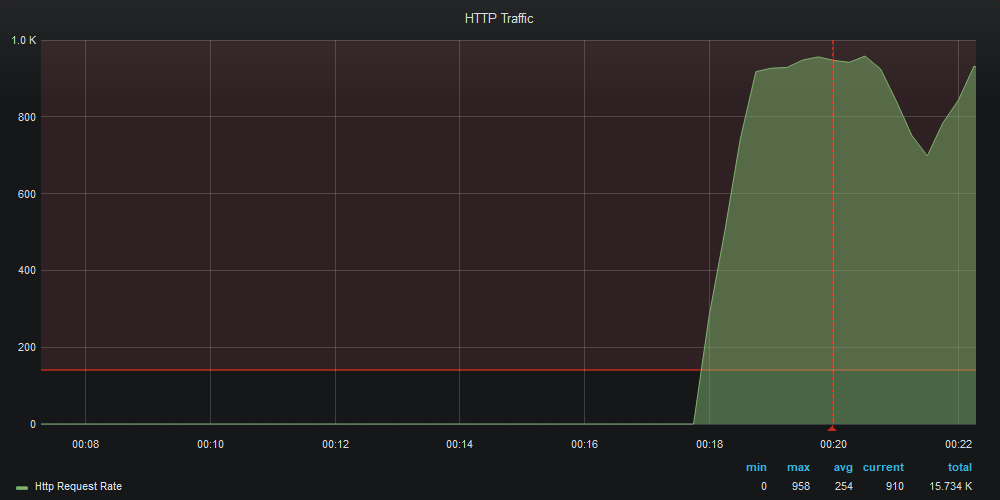 HTTP Traffic
1.0 K
800
600
400
200
0
00:08 00:10 00:12 00:14 00:16 00:18 00:20 00:22
min max avg current total
Http Request Rate 0 958 254 910 15.734 K